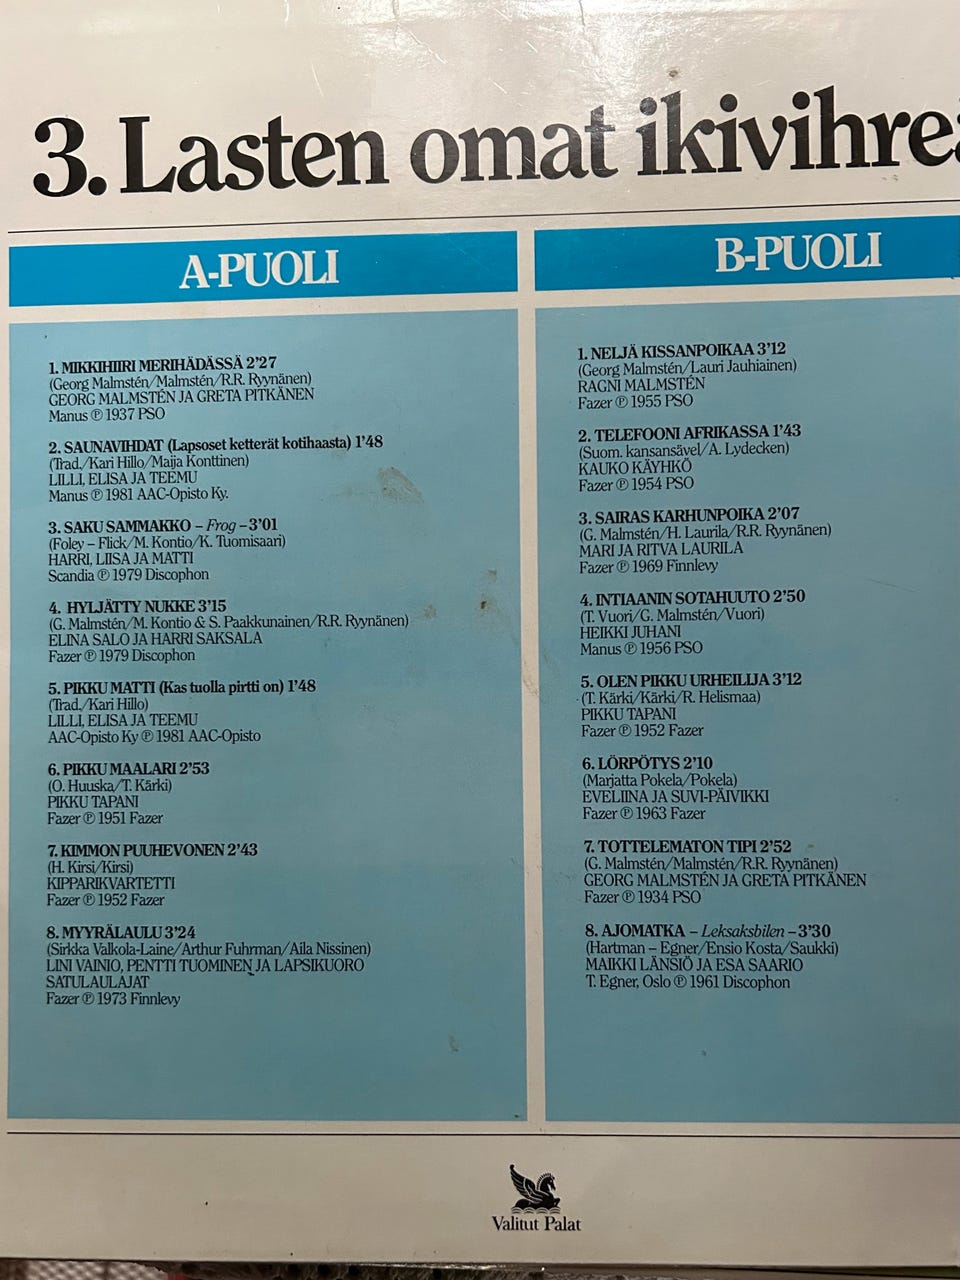 3. Lasten omat ikivihreä
A-PUOLI
1. MIKKIHIIRI MERIHÄDÄSSÄ 2’27
(Georg Malmstén/Malmstén/R.R. Ryynänen)
GEORG MALMSTÉN JA GRETA PITKÄNEN
Manus ℗ 1937 PSO
2. SAUNAVIHDAT (Lapsoset ketterät kotihaasta) 1’48
(Trad./Kari Hillo/Maija Konttinen)
LILLI, ELISA JA TEEMU
Manus ℗ 1981 AAC-Opisto Ky.
3. SAKU SAMMAKKO – Frog – 3’01
(Foley – Flick/M. Kontio/K. Tuomisaari)
HARRI, LIISA JA MATTI
Scandia ℗ 1979 Discophon
4. HYLJÄTTY NUKKE 3’15
(G. Malmstén/M. Kontio & S. Paakkunainen/R.R. Ryynänen)
ELINA SALO JA HARRI SAKSALA
Fazer ℗ 1979 Discophon
5. PIKKU MATTI (Kas tuolla pirtti on) 1’48
(Trad./Kari Hillo)
LILLI, ELISA JA TEEMU
AAC-Opisto Ky ℗ 1981 AAC-Opisto
6. PIKKU MAALARI 2’53
(O. Huuska/T. Kärki)
PIKKU TAPANI
Fazer ℗ 1951 Fazer
7. KIMMON PUUHEVONEN 2’43
(H. Kirsi/Kirsi)
KIPPARIKVARTETTI
Fazer ℗ 1952 Fazer
8. MYYRÄLAULU 3’24
(Sirkka Valkola-Laine/Arthur Fuhrman/Aila Nissinen)
LINI VAINIO, PENTTI TUOMINEN JA LAPSIKUORO
SATULAULAJAT
Fazer ℗ 1973 Finnlevy
B-PUOLI
1. NELJÄ KISSANPOIKAA 3’12
(Georg Malmstén/Lauri Jauhiainen)
RAGNI MALMSTÉN
Fazer ℗ 1955 PSO
2. TELEFOONI AFRIKASSA 1’43
(Suom. kansansävel/A. Lydecken)
KAUKO KÄYHKÖ
Fazer ℗ 1954 PSO
3. SAIRAS KARHUNPOIKA 2’07
(G. Malmstén/H. Laurila/R.R. Ryynänen)
MARI JA RITVA LAURILA
Fazer ℗ 1969 Finnlevy
4. INTIAANIN SOTAHUUTO 2’50
(T. Vuori/G. Malmstén/Vuori)
HEIKKI JUHANI
Manus ℗ 1956 PSO
5. OLEN PIKKU URHEILIJA 3’12
(T. Kärki/Kärki/R. Helismaa)
PIKKU TAPANI
Fazer ℗ 1952 Fazer
6. LÖRPÖTYS 2’10
(Marjatta Pokela/Pokela)
EVELIINA JA SUVI-PÄIVIKKI
Fazer ℗ 1963 Fazer
7. TOTTELEMATON TIPI 2’52
(G. Malmstén/Malmstén/R.R. Ryynänen)
GEORG MALMSTÉN JA GRETA PITKÄNEN
Fazer ℗ 1934 PSO
8. AJOMATKA – Leksaksbilen – 3’30
(Hartman – Egner/Ensio Kosta/Saukki)
MAIKKI LÄNSIÖ JA ESA SAARIO
T. Egner, Oslo ℗ 1961 Discophon
Valitut Palat